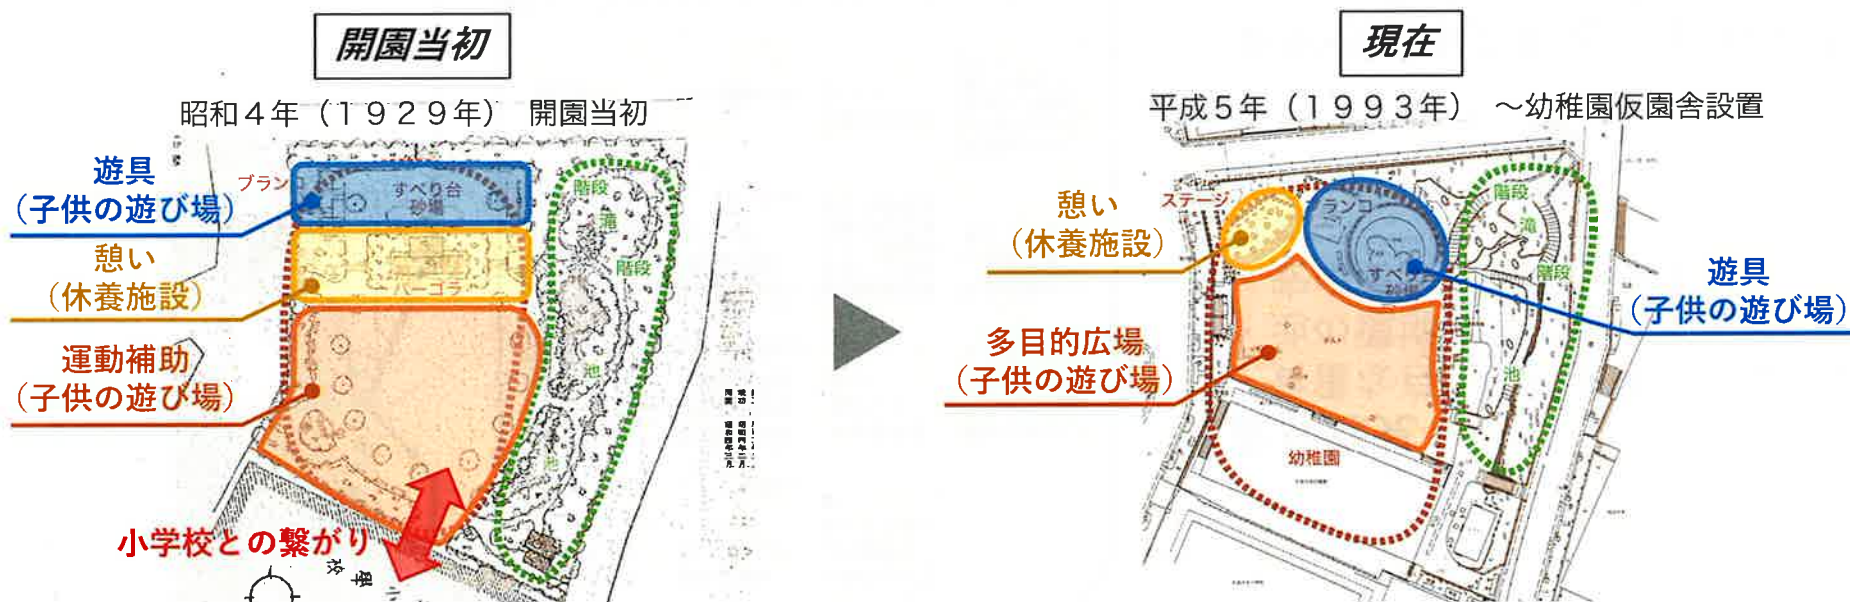 開園当初
昭和４年（１９２９年）　開園当初
遊具
（子供の遊び場）
憩い
（休養施設）
運動補助
（子供の遊び場）
ブラン
すべり台
砂場
パーゴラ
階段
滝
階段
池
池
小学校との繋がり
現在
平成５年（１９９３年）　～幼稚園仮園舎設置
憩い
（休養施設）
ステージ
多目的広場
（子供の遊び場）
ランコ
すべり
階段
滝
階段
池
幼稚園
遊具
（子供の遊び場）